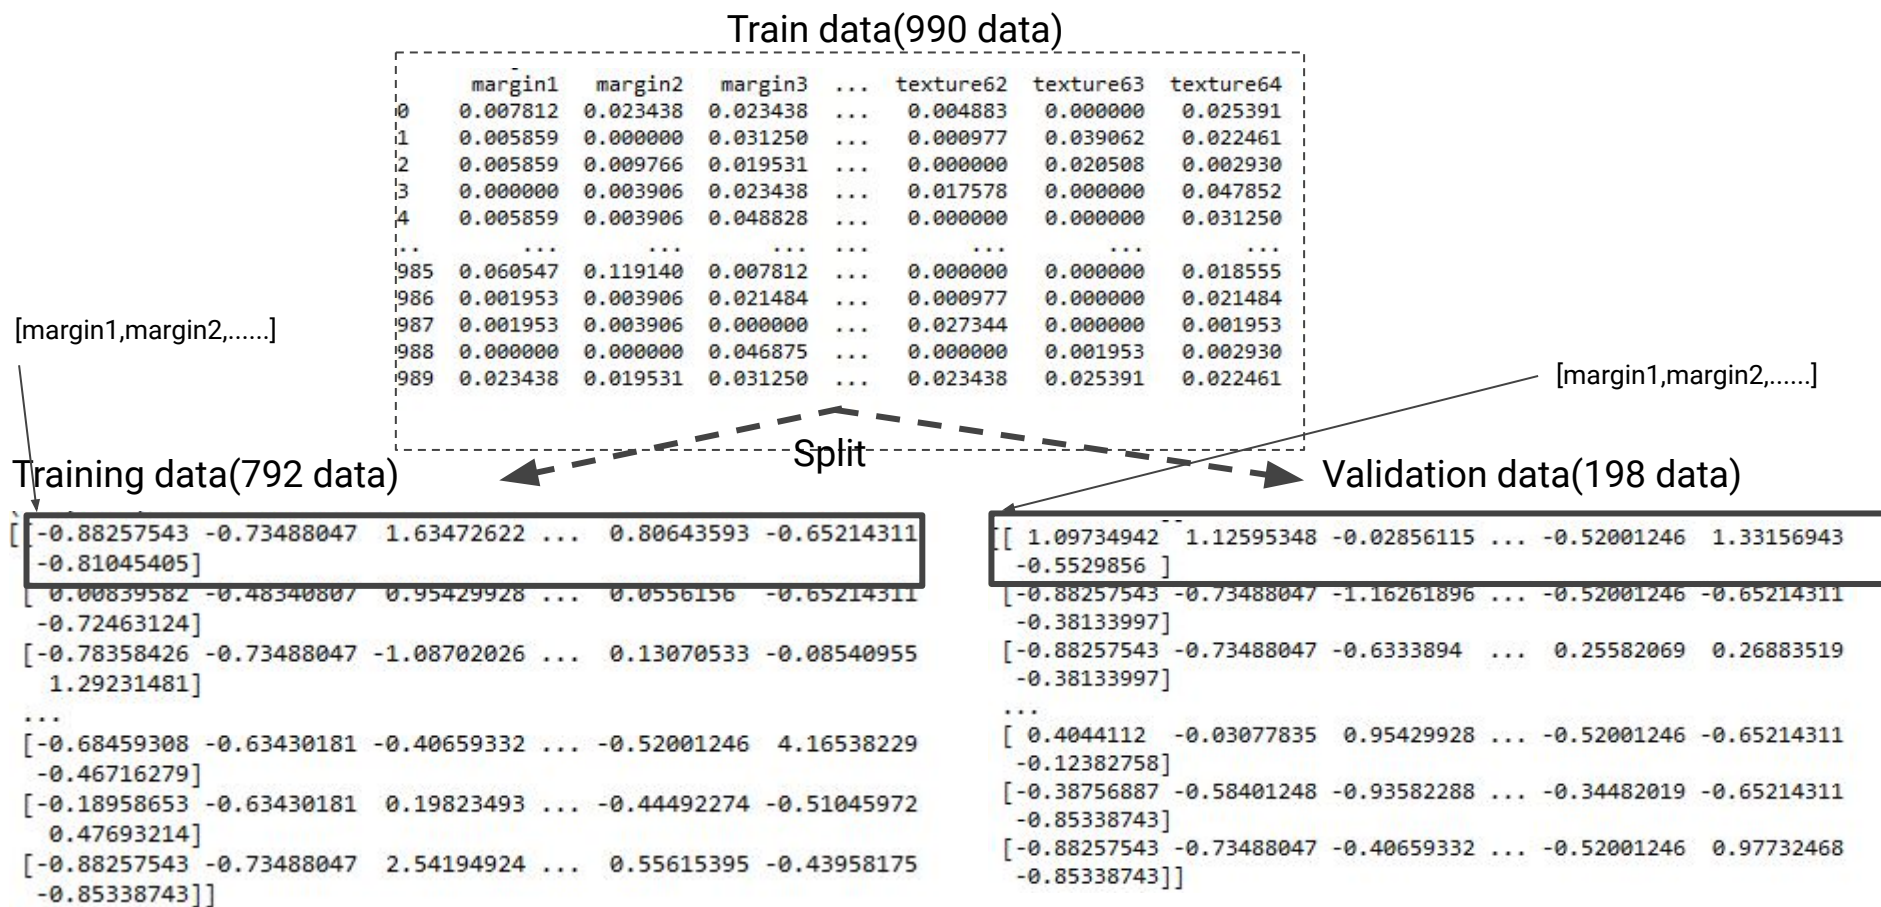 Train data(990 data)
margin1 margin2 margin3 ... texture62 texture63 texture64
0 0.007812 0.023438 0.023438 ... 0.004883 0.000000 0.025391
1 0.005859 0.000000 0.031250 ... 0.000977 0.039062 0.022461
2 0.005859 0.009766 0.019531 ... 0.000000 0.020508 0.002930
3 0.000000 0.003906 0.023438 ... 0.017578 0.000000 0.047852
4 0.005859 0.003906 0.048828 ... 0.000000 0.000000 0.031250
.. ... ... ... ... ... ... ...
985 0.060547 0.119140 0.007812 ... 0.000000 0.000000 0.018555
986 0.001953 0.003906 0.021484 ... 0.000977 0.000000 0.021484
987 0.001953 0.003906 0.000000 ... 0.027344 0.000000 0.001953
988 0.000000 0.000000 0.046875 ... 0.000000 0.001953 0.002930
989 0.023438 0.019531 0.031250 ... 0.023438 0.025391 0.022461
[margin1,margin2,......]
[margin1,margin2,......]
Split
Training data(792 data)
[[-0.88257543 -0.73488047 1.63472622 ... 0.80643593 -0.65214311
-0.81045405]
[ 0.00839582 -0.48340807 0.95429928 ... 0.0556156 -0.65214311
-0.72463124]
[-0.78358426 -0.73488047 -1.08702026 ... 0.13070533 -0.08540955
1.29231481]
...
[-0.68459308 -0.63430181 -0.40659332 ... -0.52001246 4.16538229
-0.46716279]
[-0.18958653 -0.63430181 0.19823493 ... -0.44492274 -0.51045972
0.47693214]
[-0.88257543 -0.73488047 2.54194924 ... 0.55615395 -0.43958175
-0.85338743]]
Validation data(198 data)
[[ 1.09734942 1.12595348 -0.02856115 ... -0.52001246 1.33156943
-0.5529856 ]
[-0.88257543 -0.73488047 -1.16261896 ... -0.52001246 -0.65214311
-0.38133997]
[-0.88257543 -0.73488047 -0.6333894 ... 0.25582069 0.26883519
-0.38133997]
...
[ 0.4044112 -0.03077835 0.95429928 ... -0.52001246 -0.65214311
-0.12382758]
[-0.38756887 -0.58401248 -0.93582288 ... -0.34482019 -0.65214311
-0.85338743]
[-0.88257543 -0.73488047 -0.40659332 ... -0.52001246 0.97732468
-0.85338743]]